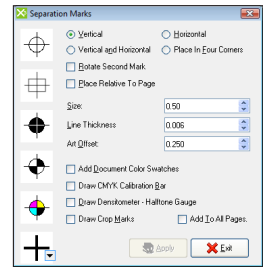 Separation Marks
Vertical
Horizontal
Vertical and Horizontal
Place In Four Corners
Rotate Second Mark
Place Relative To Page
Size:
0.50
Line Thickness
0.006
Art Offset:
0.250
Add Document Color Swatches
Draw CMYK Calibration Bar
Draw Densitometer - Halftone Gauge
Draw Crop Marks
Add To All Pages.
Apply
Exit